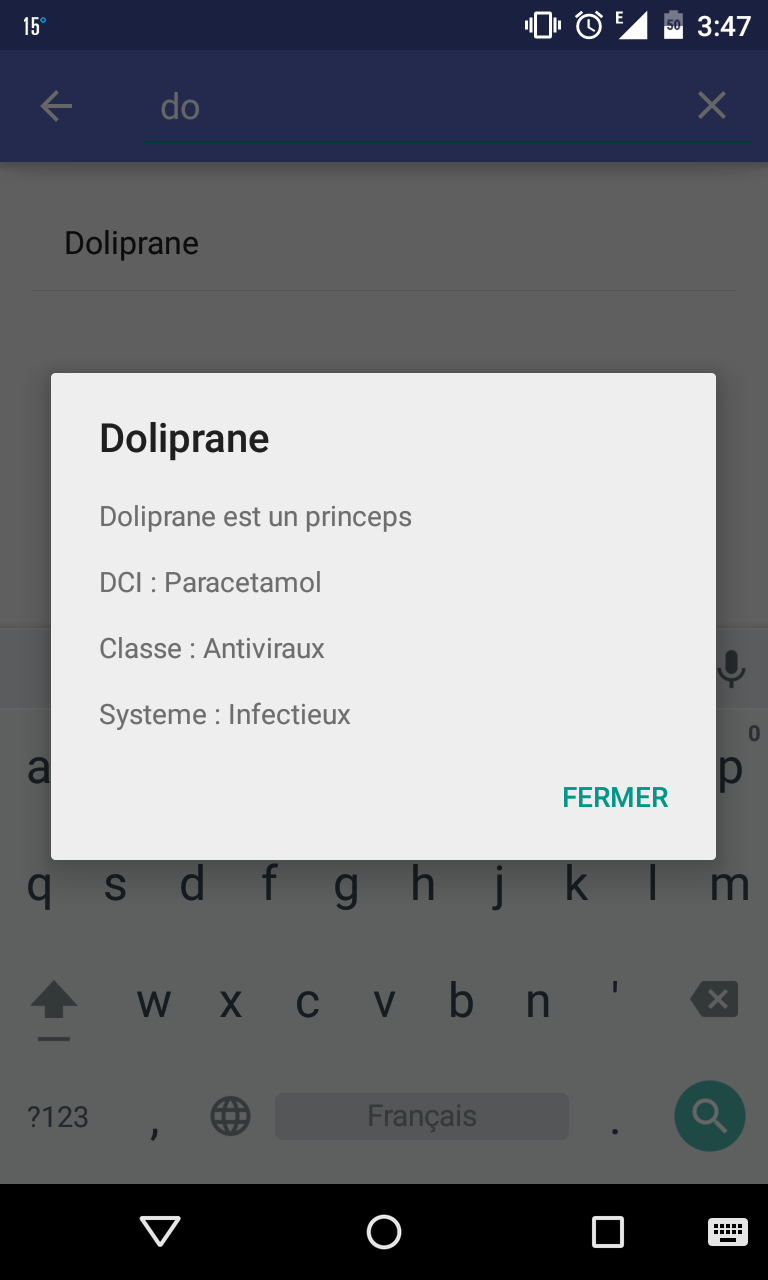 15°
E
50
3:47
do
Doliprane
Doliprane
Doliprane est un princeps
DCI : Paracetamol
Classe : Antiviraux
Systeme : Infectieux
FERMER
0
a p
q s d f g h j k l m
w x c v b n '
?123 , Français .